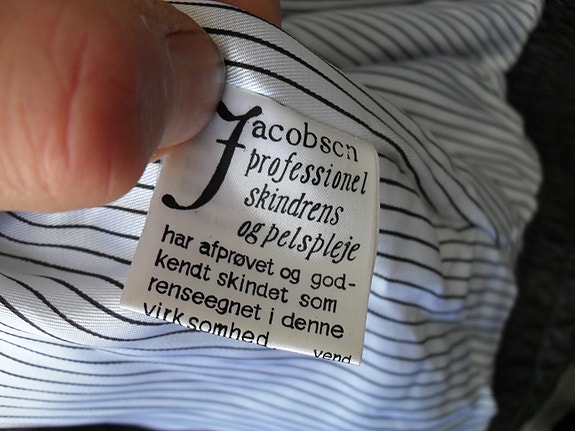 Jacobsen
professionel
skindrens
og pelspleje
har afprøvet og god-
kendt skindet som
renseegnet i denne
virksomhed.
vend